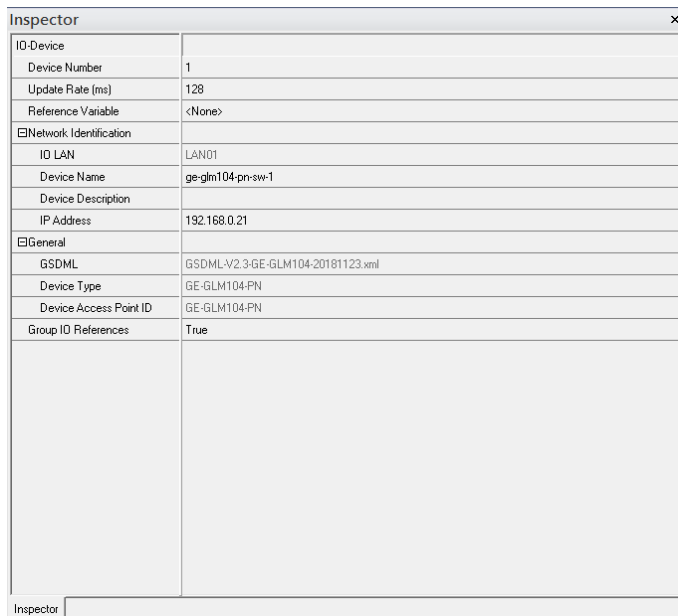 Inspector
IO-Device
Device Number 1
Update Rate (ms) 128
Reference Variable <None>
Network Identification
IO LAN LAN01
Device Name ge-glm104-pn-sw-1
Device Description
IP Address 192.168.0.21
General
GSDML GSDML-V2.3-GE-GLM104-20181123.xml
Device Type GE-GLM104-PN
Device Access Point ID GE-GLM104-PN
Group IO References True
Inspector